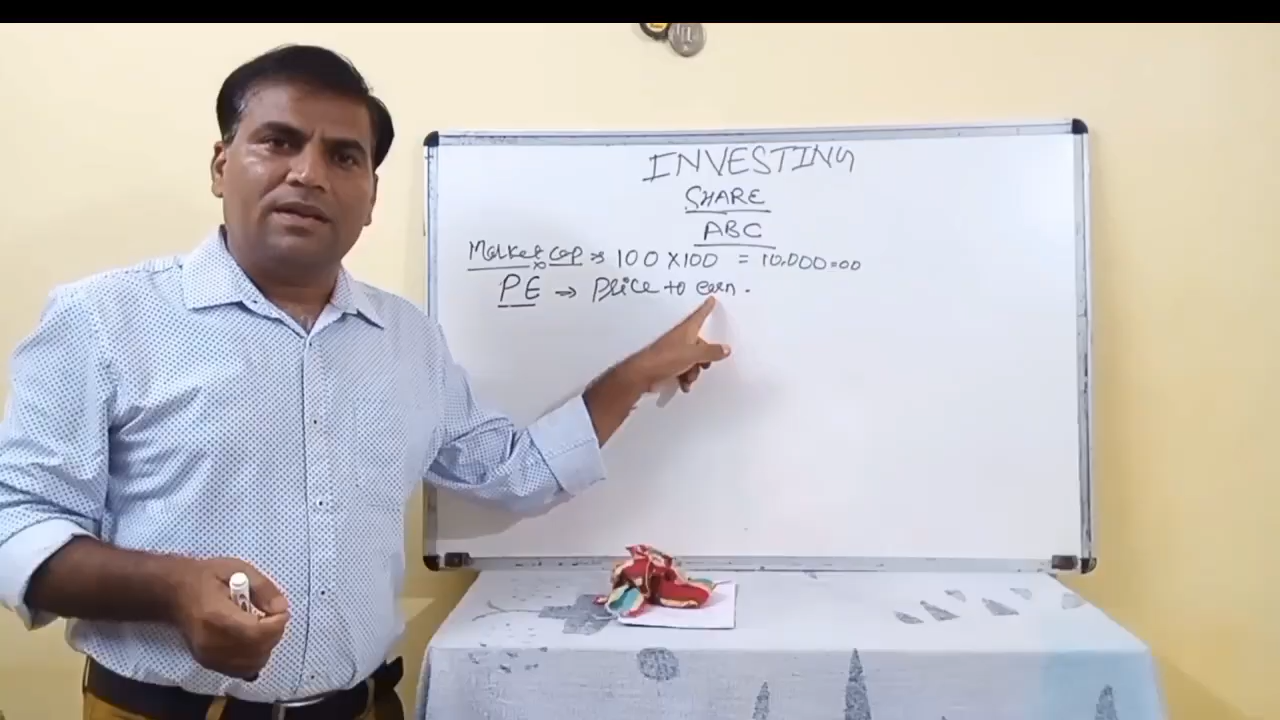 INVESTING
SHARE
ABC
Market cap ⇒ 100 X 100 = 10,000=00
PE → Price to earn.